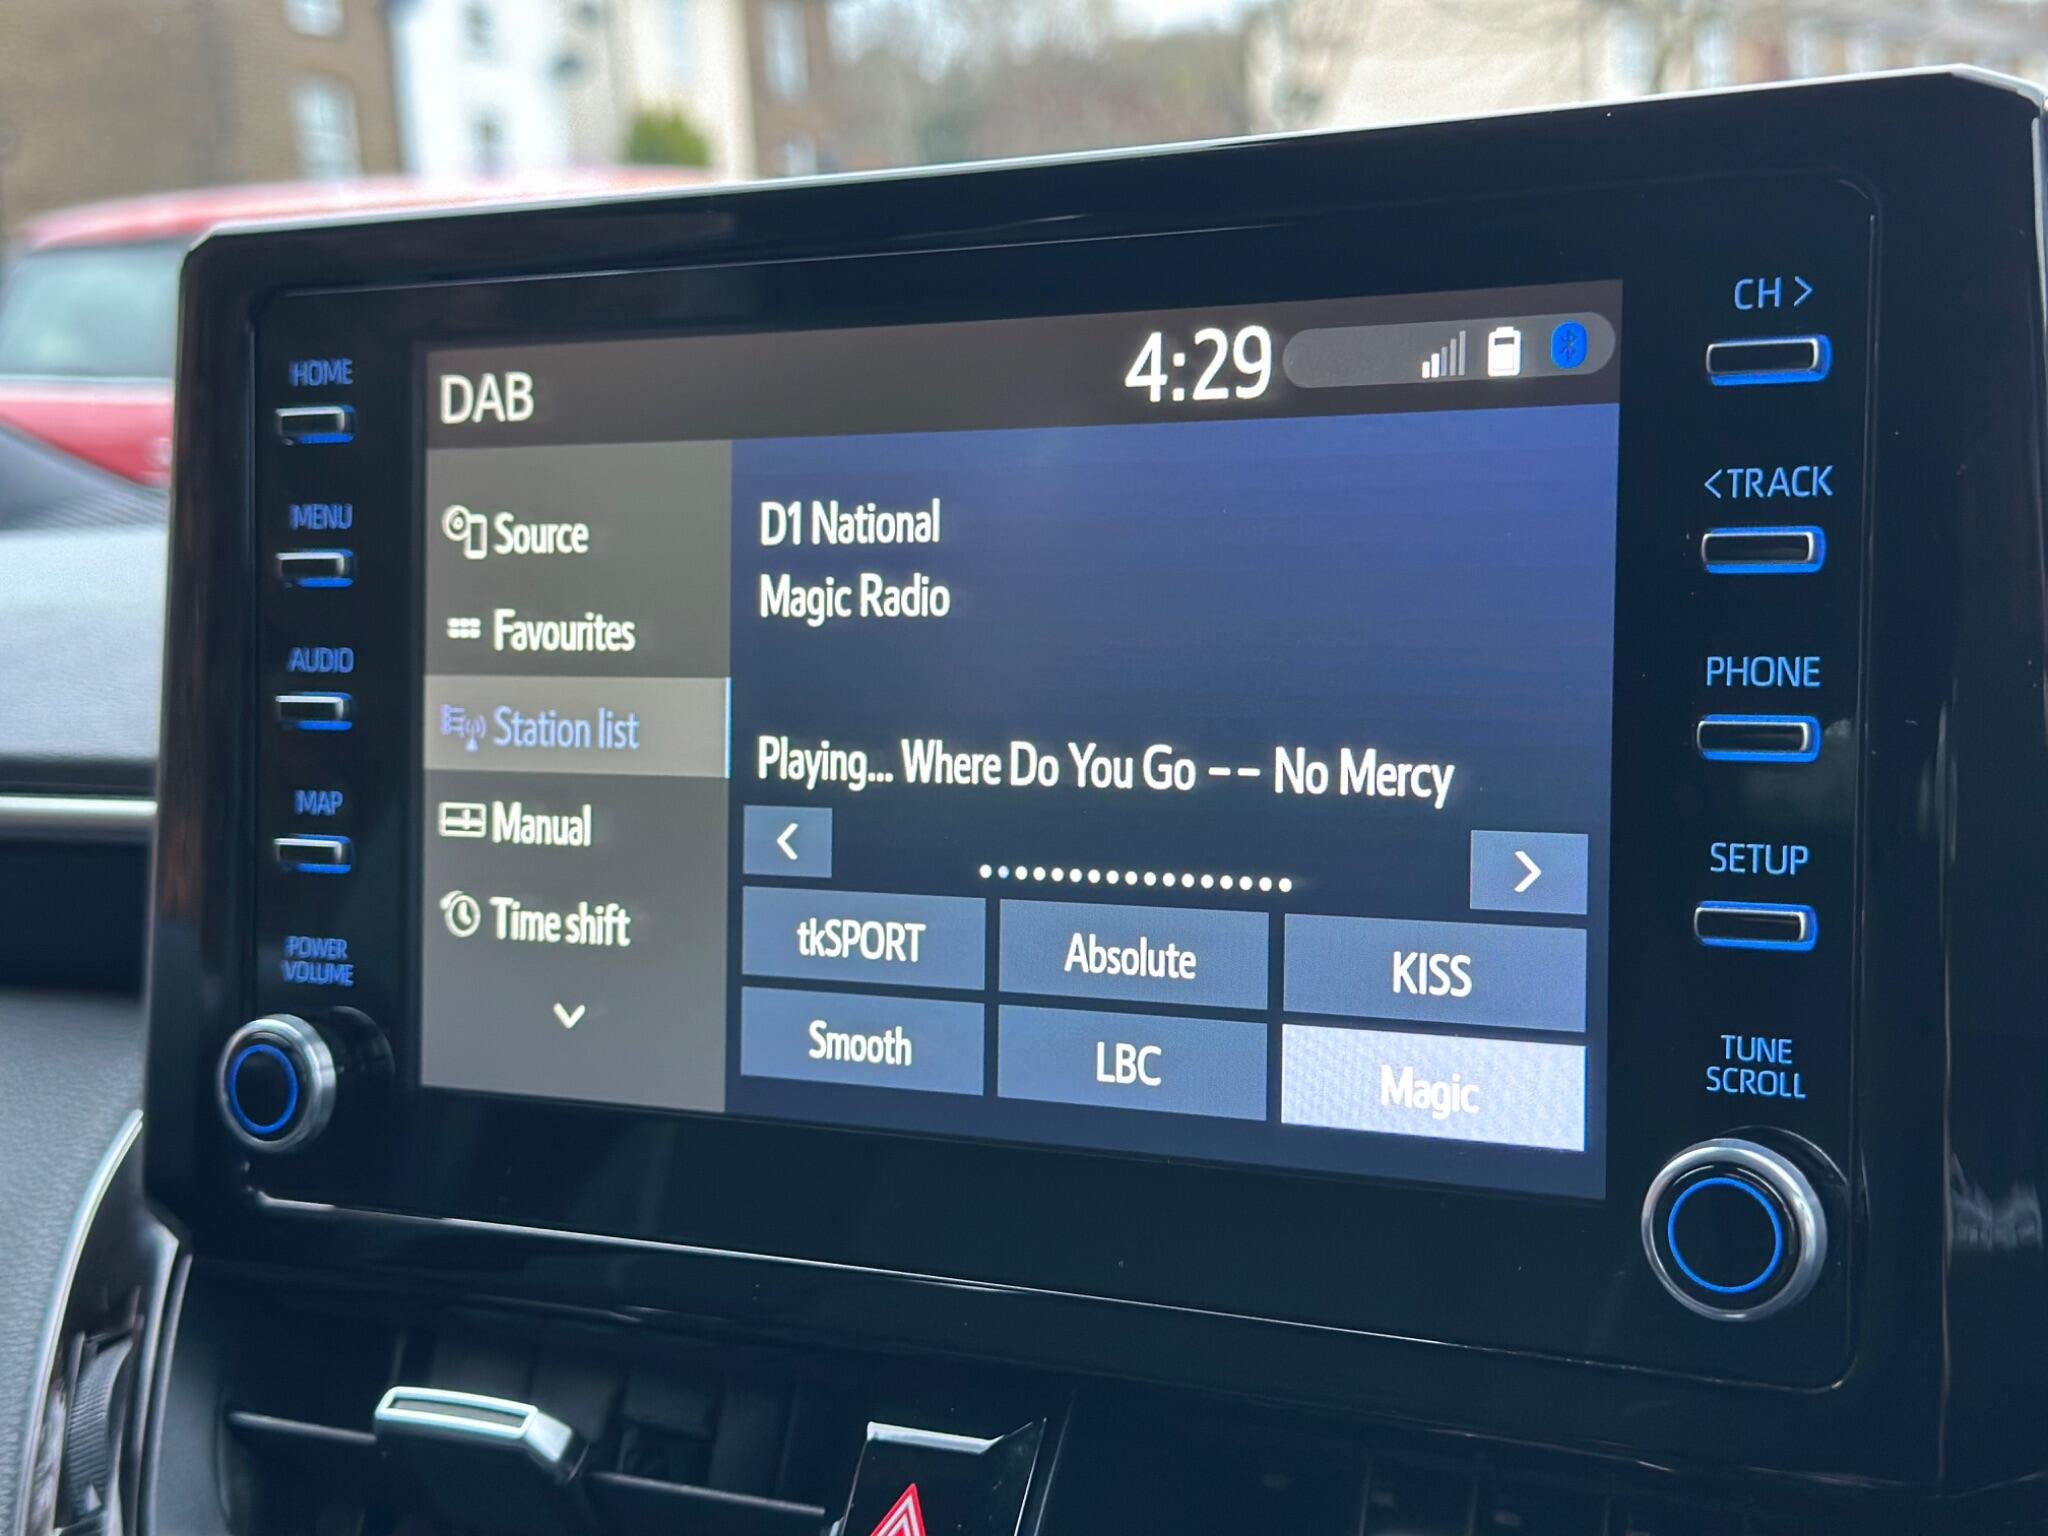 HOME
MENU
AUDIO
MAP
POWER
VOLUME
DAB
4:29
Source
Favourites
Station list
Manual
Time shift
D1 National
Magic Radio
Playing... Where Do You Go -- No Mercy
<
>
tkSPORT
Absolute
KISS
Smooth
LBC
Magic
CH >
<TRACK
PHONE
SETUP
TUNE
SCROLL